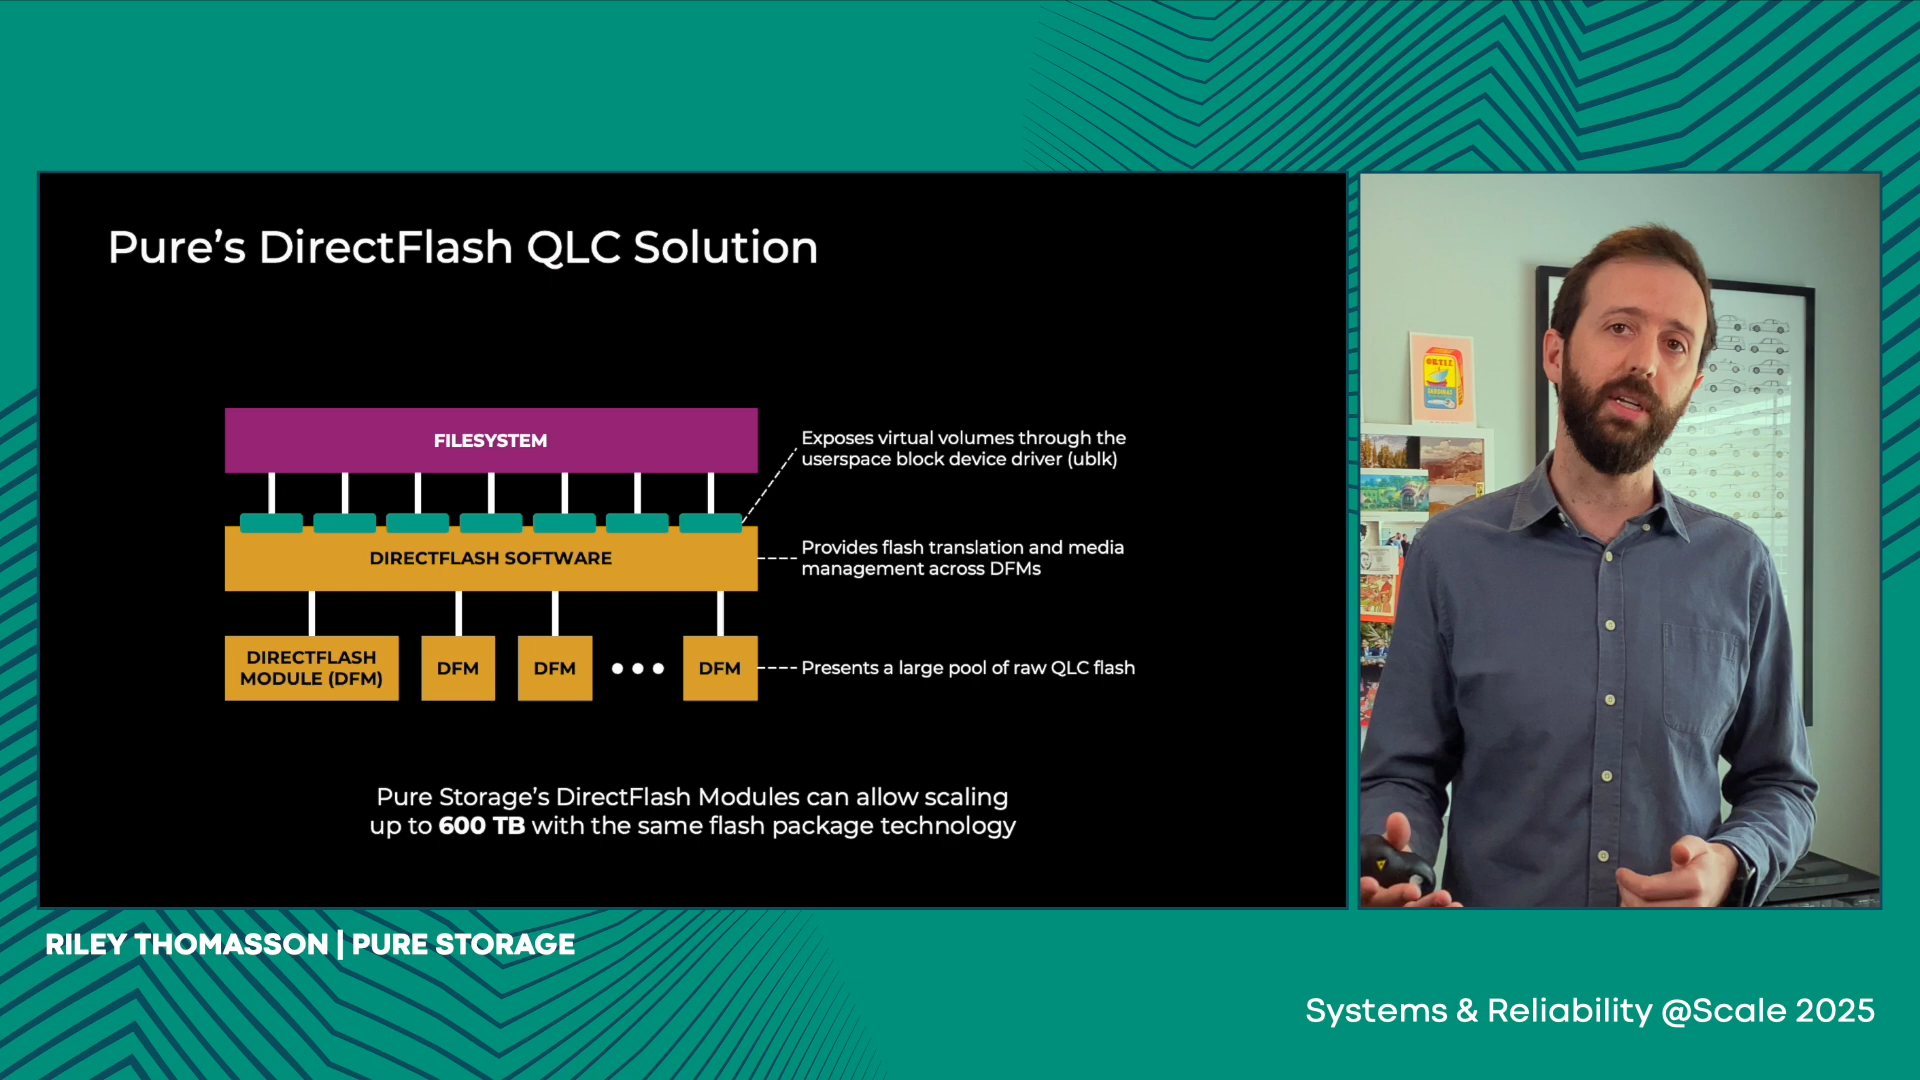 Pure's DirectFlash QLC Solution
FILESYSTEM
Exposes virtual volumes through the
userspace block device driver (ublk)
DIRECTFLASH SOFTWARE
Provides flash translation and media
management across DFMs
DIRECTFLASH
MODULE (DFM)
DFM
DFM
DFM
Presents a large pool of raw QLC flash
Pure Storage's DirectFlash Modules can allow scaling
up to 600 TB with the same flash package technology
RILEY THOMASSON | PURE STORAGE
Systems & Reliability @Scale 2025